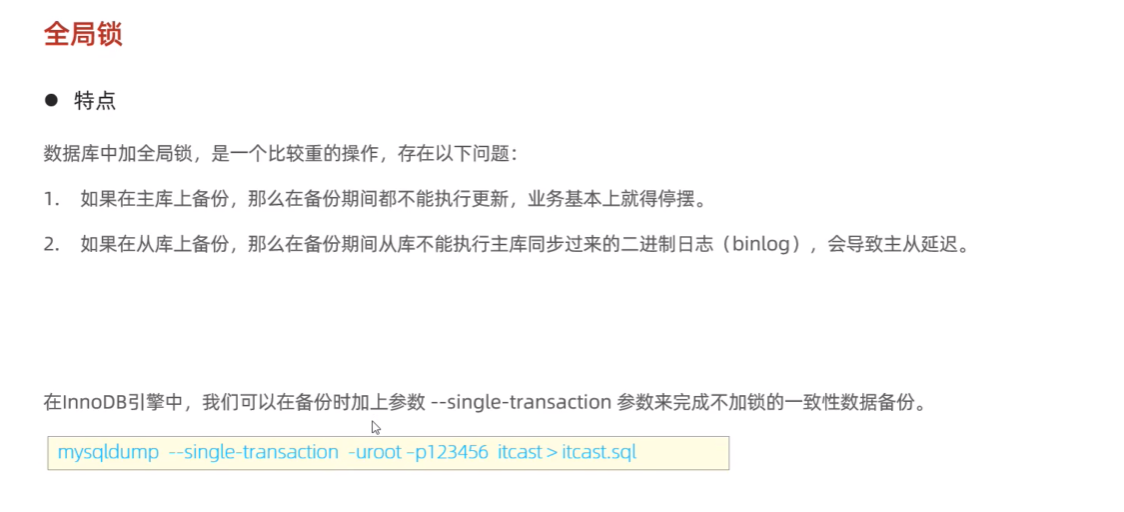 全局锁
● 特点
数据库中加全局锁，是一个比较重的操作，存在以下问题：
1. 如果在主库上备份，那么在备份期间都不能执行更新，业务基本上就得停摆。
2. 如果在从库上备份，那么在备份期间从库不能执行主库同步过来的二进制日志（binlog），会导致主从延迟。
在InnoDB引擎中，我们可以在备份时加上参数 --single-transaction 参数来完成不加锁的一致性数据备份。
mysqldump --single-transaction -uroot –p123456 itcast > itcast.sql